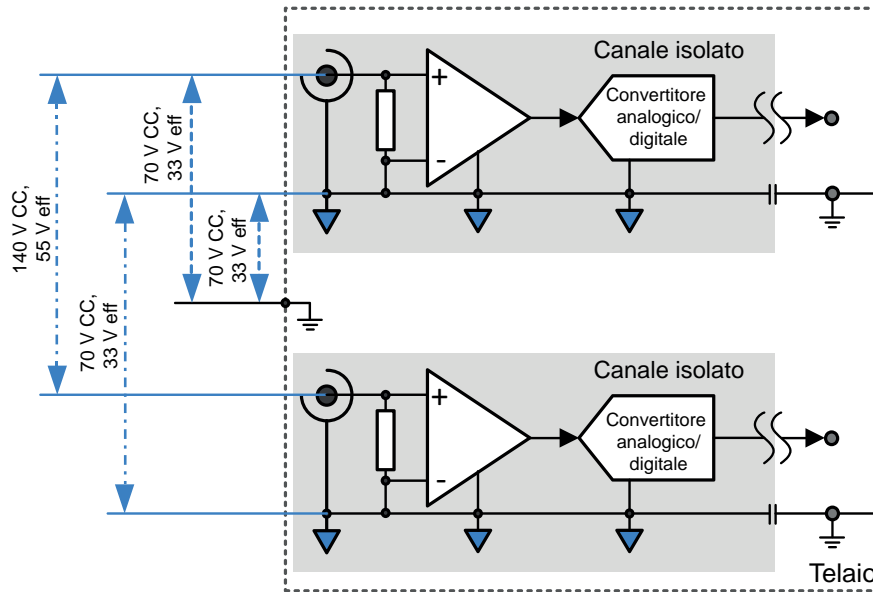 Canale isolato
+
-
Convertitore
analogico/
digitale
70 V CC,
33 V eff
140 V CC,
55 V eff
70 V CC,
33 V eff
70 V CC,
33 V eff
Canale isolato
+
-
Convertitore
analogico/
digitale
Telaio